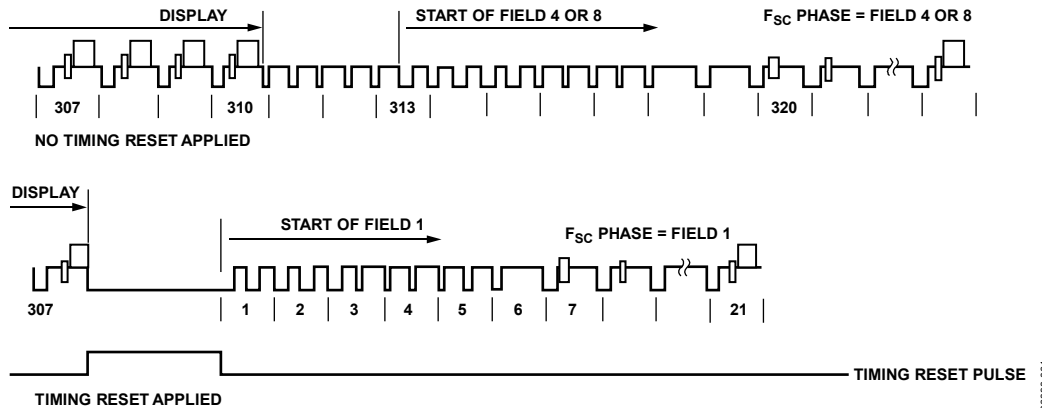 DISPLAY START OF FIELD 4 OR 8 FSC PHASE = FIELD 4 OR 8
307 310 313 320
NO TIMING RESET APPLIED
DISPLAY
START OF FIELD 1 FSC PHASE = FIELD 1
307 1 2 3 4 5 6 7 21
TIMING RESET PULSE
TIMING RESET APPLIED